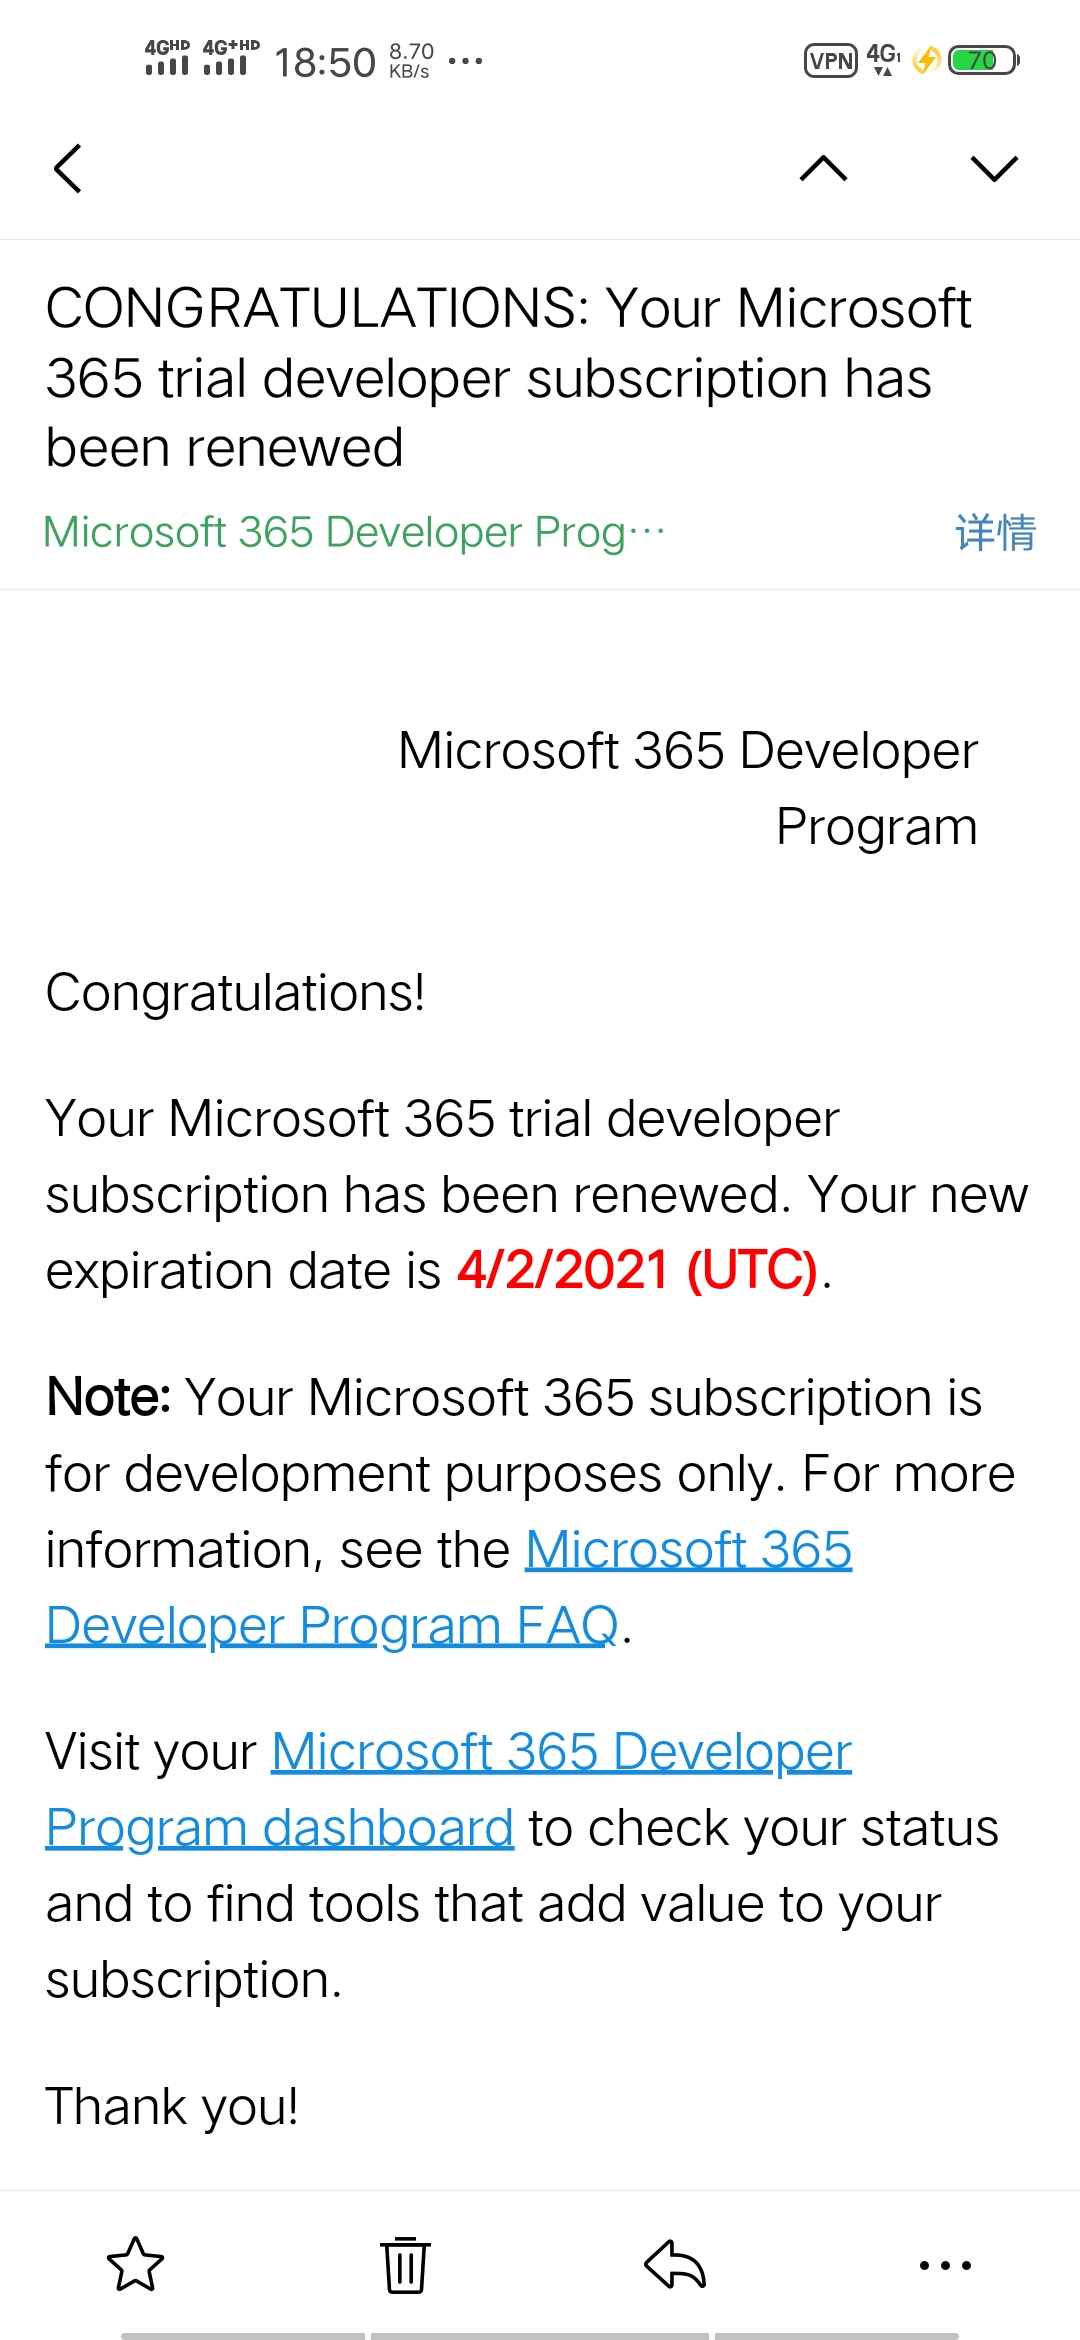 4GHD 4G+HD 18:50 8.70 KB/s ··· VPN 4G1 70
CONGRATULATIONS: Your Microsoft
365 trial developer subscription has
been renewed
Microsoft 365 Developer Prog··· 详情
Microsoft 365 Developer
Program
Congratulations!
Your Microsoft 365 trial developer
subscription has been renewed. Your new
expiration date is 4/2/2021 (UTC).
Note: Your Microsoft 365 subscription is
for development purposes only. For more
information, see the Microsoft 365
Developer Program FAQ.
Visit your Microsoft 365 Developer
Program dashboard to check your status
and to find tools that add value to your
subscription.
Thank you!